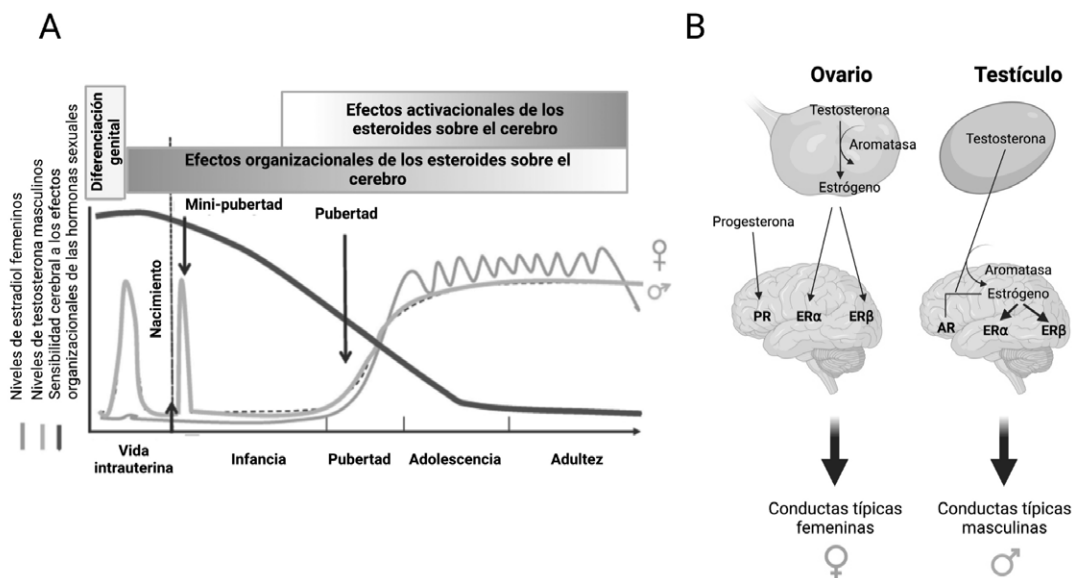 A
Diferenciación
genital
Efectos activacionales de los
esteroides sobre el cerebro
Efectos organizacionales de los esteroides sobre el
cerebro
Niveles de estradiol femeninos
Niveles de testosterona masculinos
Sensibilidad cerebral a los efectos
organizacionales de las hormonas sexuales
Nacimiento
Mini-pubertad
Pubertad
♀
♂
Vida
intrauterina
Infancia
Pubertad
Adolescencia
Adultez
B
Ovario
Testosterona
Aromatasa
Estrógeno
Progesterona
PR
ERα
ERβ
Conductas típicas
femeninas
♀
Testículo
Testosterona
Aromatasa
Estrógeno
AR
ERα
ERβ
Conductas típicas
masculinas
♂